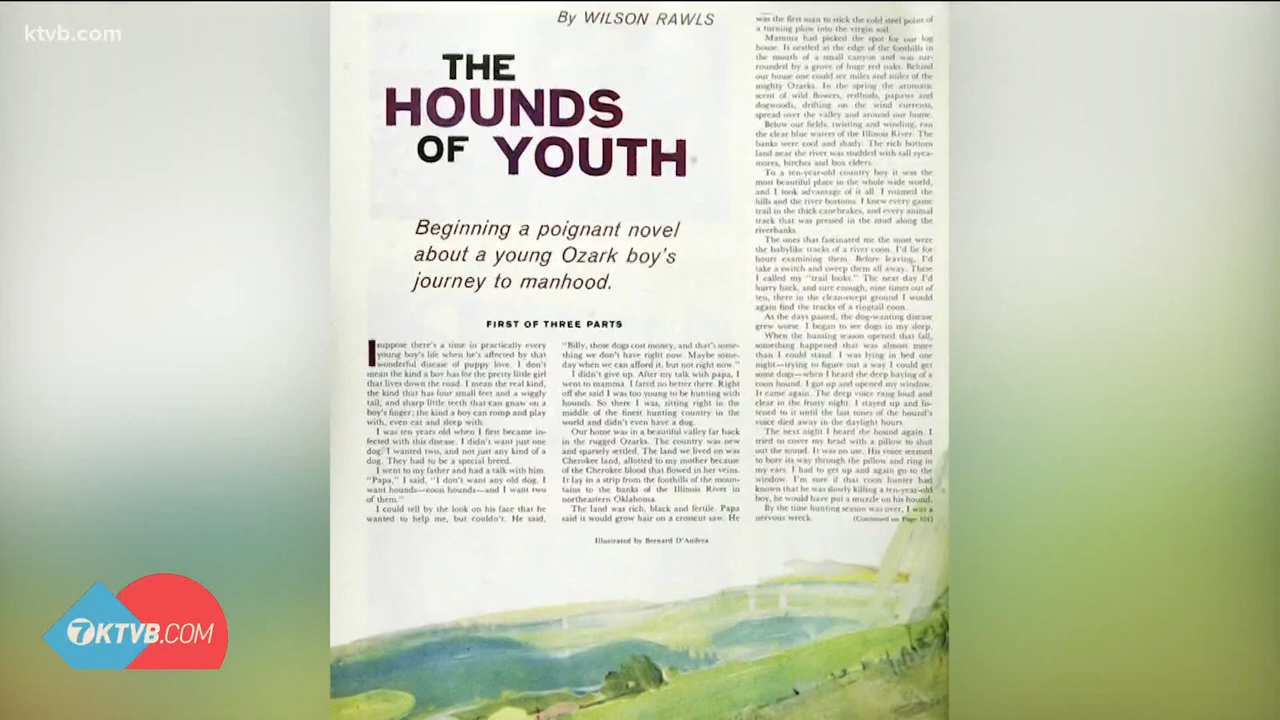 ktvb.com
By WILSON RAWLS
THE
HOUNDS
OF YOUTH
Beginning a poignant novel
about a young Ozark boy's
journey to manhood.
FIRST OF THREE PARTS
I suppose there's a time in practically every
young boy's life when he's affected by that
wonderful disease of puppy love. I don't
mean the kind a boy has for the pretty little girl
that lives down the road. I mean the real kind,
the kind that has four small feet and a wiggly
tail, and sharp little teeth that can gnaw on a
boy's finger; the kind a boy can romp and play
with, even eat and sleep with.
I was ten years old when I first became in-
fected with this disease. I didn't want just one
dog. I wanted two, and not just any kind of a
dog. They had to be a special breed.
I went to my father and had a talk with him.
"Papa," I said, "I don't want any old dog. I
want hounds—coon hounds—and I want two
of them."
I could tell by the look on his face that he
wanted to help me, but couldn't. He said,
"Billy, those dogs cost money, and that's some-
thing we don't have right now. Maybe some-
day when we can afford it, but not right now."
I didn't give up. After my talk with papa, I
went to mamma. I fared no better there. Right
off she said I was too young to be hunting with
hounds. So there I was, sitting right in the
middle of the finest hunting country in the
world and didn't even have a dog.
Our home was in a beautiful valley far back
in the rugged Ozarks. The country was new
and sparsely settled. The land we lived on was
Cherokee land, allotted to my mother because
of the Cherokee blood that flowed in her veins.
It lay in a strip from the foothills of the moun-
tains to the banks of the Illinois River in
northeastern Oklahoma.
The land was rich, black and fertile. Papa
said it would grow hair on a crosscut saw. He
was the first man to stick the cold steel point of
a turning plow into the virgin soil.
Mamma had picked the spot for our log
house. It nestled at the edge of the foothills in
the mouth of a small canyon and was sur-
rounded by a grove of huge red oaks. Behind
our house one could see miles and miles of the
mighty Ozarks. In the spring the aromatic
scent of wild flowers, redbuds, papaws and
dogwoods, drifting on the wind currents,
spread over the valley and around our home.
Below our fields, twisting and winding, ran
the clear blue waters of the Illinois River. The
banks were cool and shady. The rich bottom
land near the river was studded with tall syca-
mores, birches and box elders.
To a ten-year-old country boy it was the
most beautiful place in the whole wide world,
and I took advantage of it all. I roamed the
hills and the river bottoms. I knew every game
trail in the thick canebrakes, and every animal
track that was pressed in the mud along the
riverbanks.
The ones that fascinated me the most were
the babylike tracks of a river coon. I'd lie for
hours examining them. Before leaving, I'd
take a switch and sweep them all away. These
I called my "trail looks." The next day I'd
hurry back, and sure enough, nine times out of
ten, there in the clean-swept ground I would
again find the tracks of a ringtail coon.
As the days passed, the dog-wanting disease
grew worse. I began to see dogs in my sleep.
When the hunting season opened that fall,
something happened that was almost more
than I could stand. I was lying in bed one
night—trying to figure out a way I could get
some dogs—when I heard the deep baying of a
coon hound. I got up and opened my window.
It came again. The deep voice rang loud and
clear in the frosty night. I stayed up and lis-
tened to it until the last tones of the hound's
voice died away in the daylight hours.
The next night I heard the hound again. I
tried to cover my head with a pillow to shut
out the sound. It was no use. His voice seemed
to bore its way through the pillow and ring in
my ears. I had to get up and again go to the
window. I'm sure if that coon hunter had
known that he was slowly killing a ten-year-old
boy, he would have put a muzzle on his hound.
By the time hunting season was over, I was a
nervous wreck. (Continued on Page 101)
Illustrated by Bernard D'Andrea
7 KTVB.COM